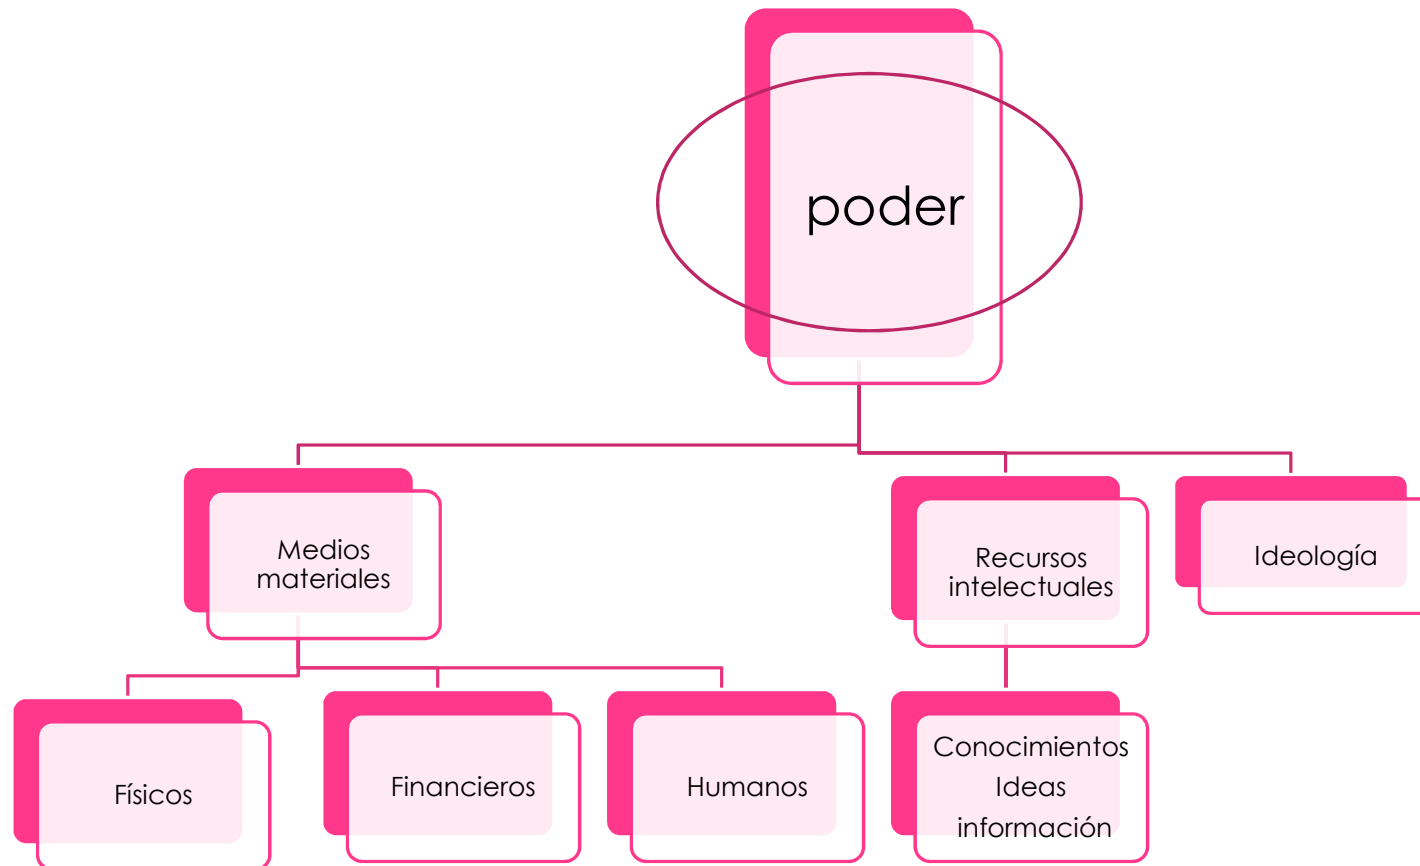 poder
Medios
materiales
Recursos
intelectuales
Ideología
Físicos
Financieros
Humanos
Conocimientos
Ideas
información